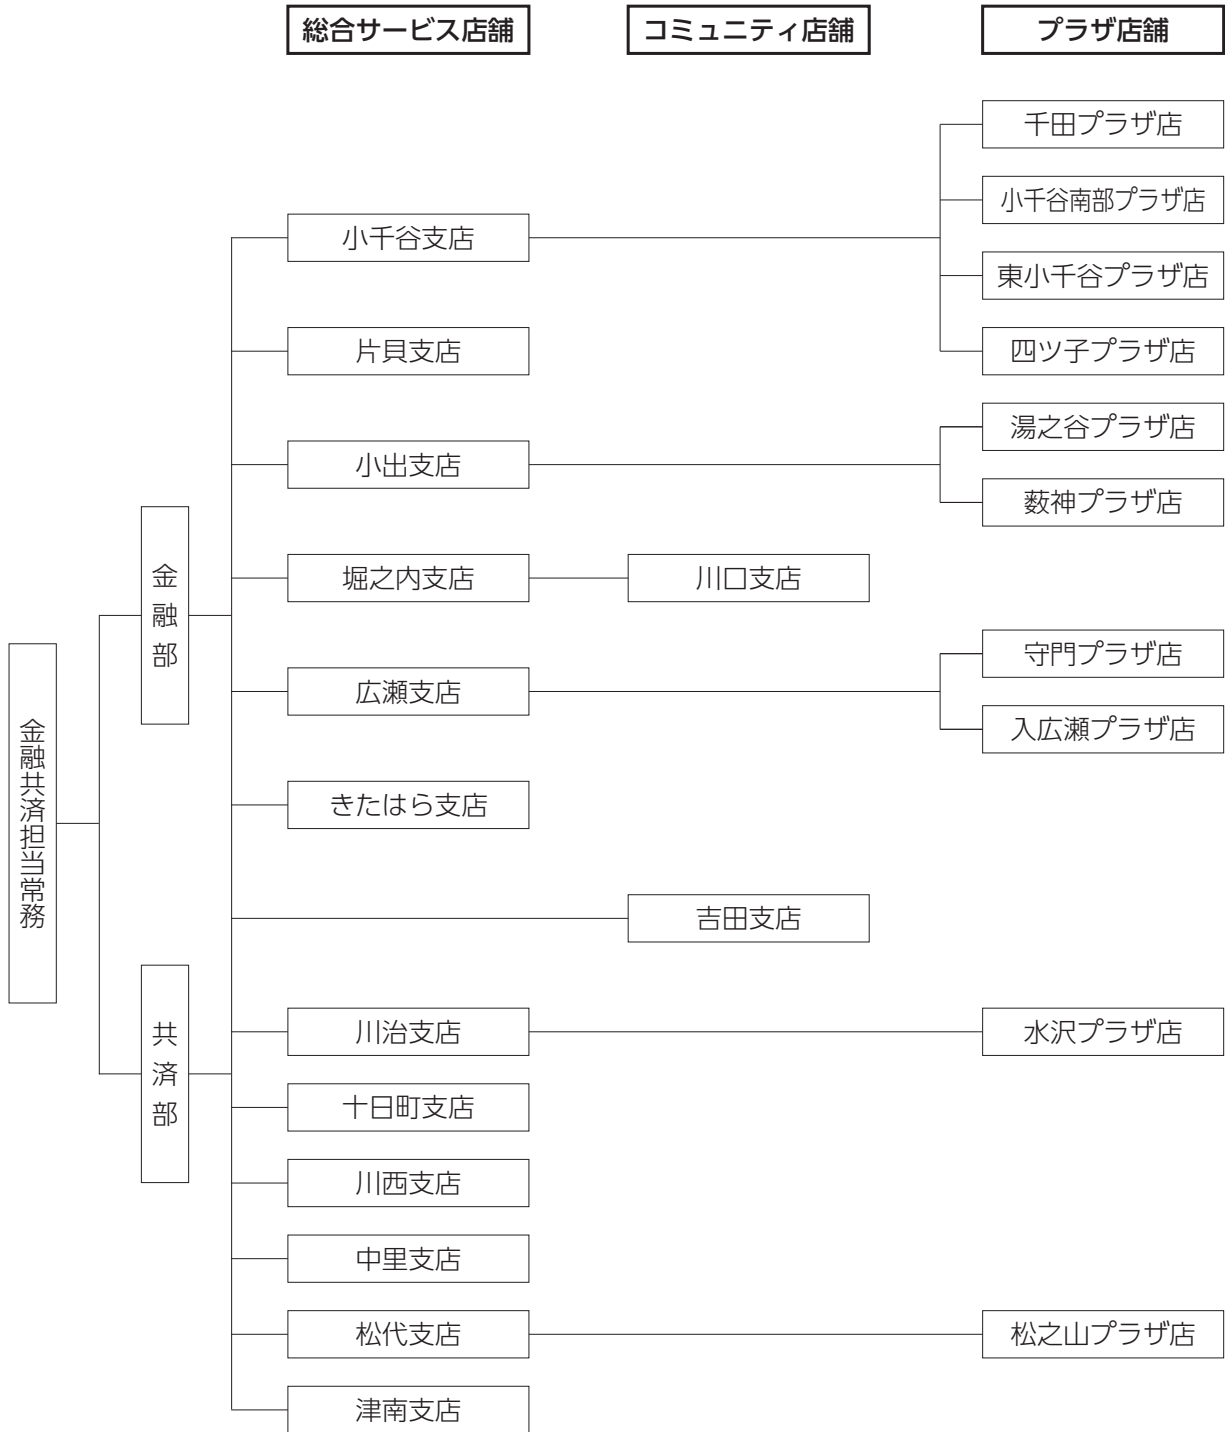 総合サービス店舗
コミュニティ店舗
プラザ店舗
金融共済担当常務
金融部
共済部
小千谷支店
千田プラザ店
小千谷南部プラザ店
東小千谷プラザ店
四ツ子プラザ店
片貝支店
小出支店
湯之谷プラザ店
薮神プラザ店
堀之内支店
川口支店
広瀬支店
守門プラザ店
入広瀬プラザ店
きたはら支店
吉田支店
川治支店
水沢プラザ店
十日町支店
川西支店
中里支店
松代支店
松之山プラザ店
津南支店